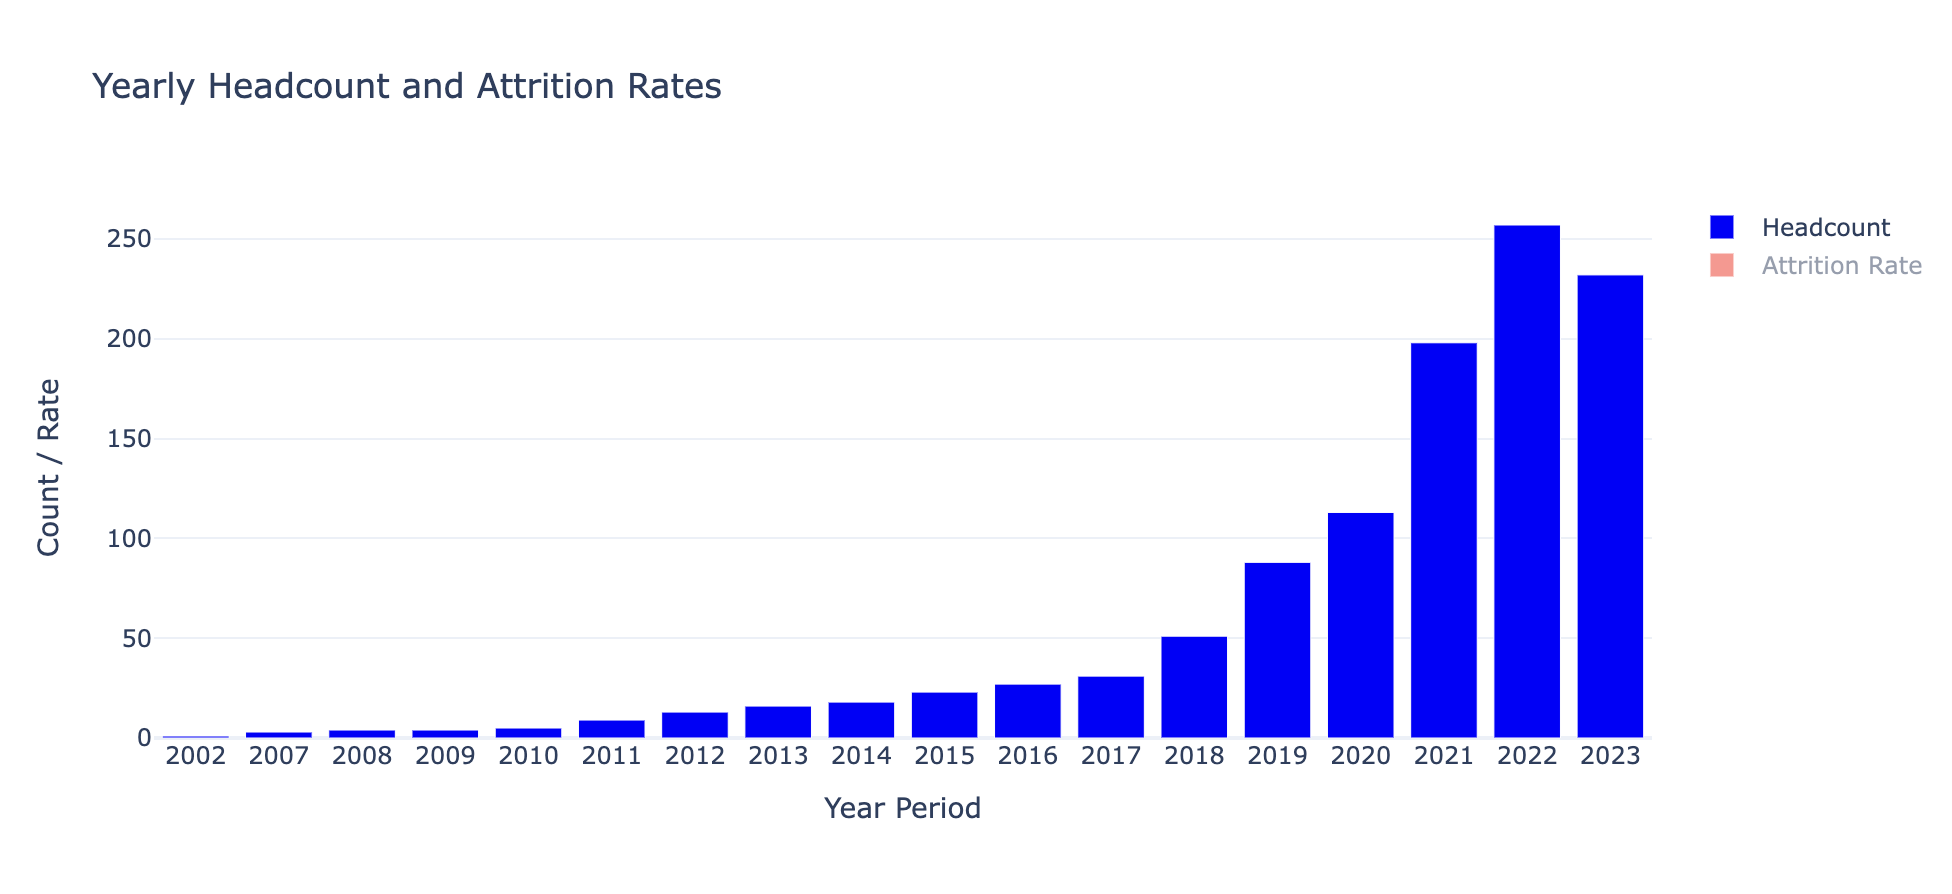 Yearly Headcount and Attrition Rates
Headcount
Attrition Rate
Count / Rate
250
200
150
100
50
0
2002 2007 2008 2009 2010 2011 2012 2013 2014 2015 2016 2017 2018 2019 2020 2021 2022 2023
Year Period